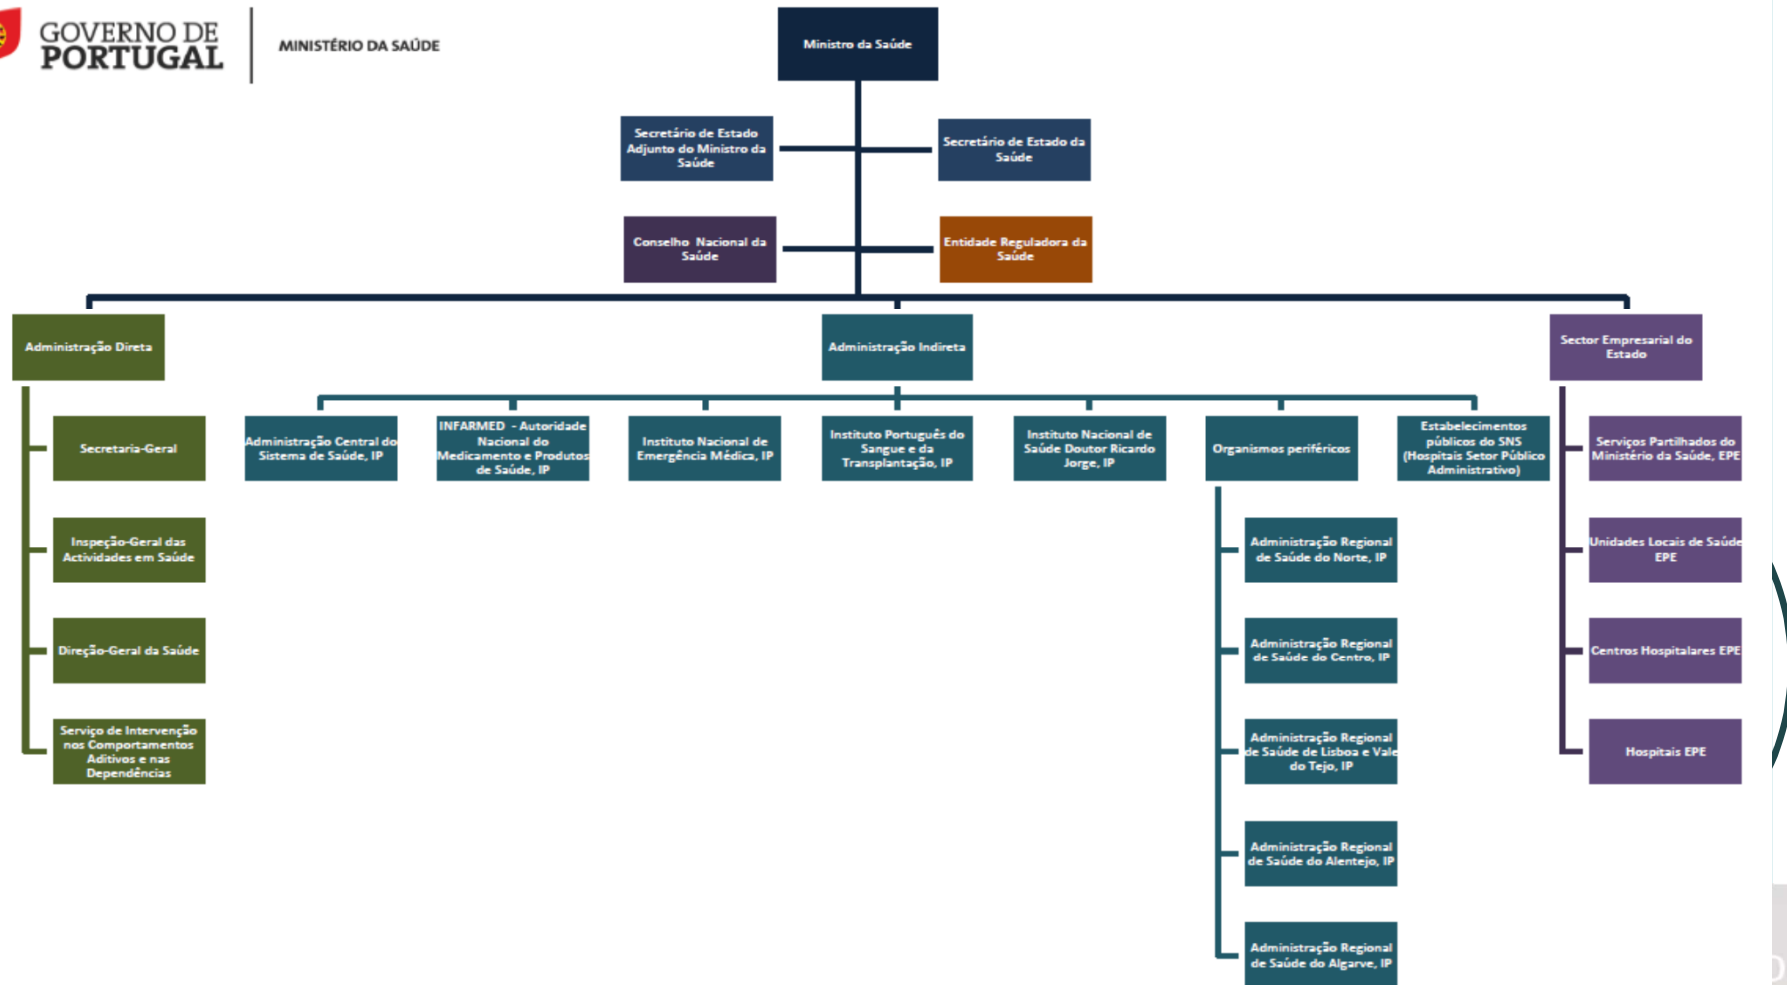 GOVERNO DE
PORTUGAL
MINISTÉRIO DA SAÚDE
Ministro da Saúde
Secretário de Estado
Adjunto do Ministro da
Saúde
Secretário de Estado da
Saúde
Conselho Nacional da
Saúde
Entidade Reguladora da
Saúde
Administração Direta
Administração Indireta
Sector Empresarial do
Estado
Secretaria-Geral
Administração Central do
Sistema de Saúde, IP
INFARMED - Autoridade
Nacional do
Medicamento e Produtos
de Saúde, IP
Instituto Nacional de
Emergência Médica, IP
Instituto Português do
Sangue e da
Transplantação, IP
Instituto Nacional de
Saúde Doutor Ricardo
Jorge, IP
Organismos periféricos
Estabelecimentos
públicos do SNS
(Hospitais Setor Público
Administrativo)
Serviços Partilhados do
Ministério da Saúde, EPE
Inspeção-Geral das
Actividades em Saúde
Administração Regional
de Saúde do Norte, IP
Unidades Locais de Saúde
EPE
Direção-Geral da Saúde
Administração Regional
de Saúde do Centro, IP
Centros Hospitalares EPE
Serviço de Intervenção
nos Comportamentos
Aditivos e nas
Dependências
Administração Regional
de Saúde de Lisboa e Vale
do Tejo, IP
Hospitais EPE
Administração Regional
de Saúde do Alentejo, IP
Administração Regional
de Saúde do Algarve, IP